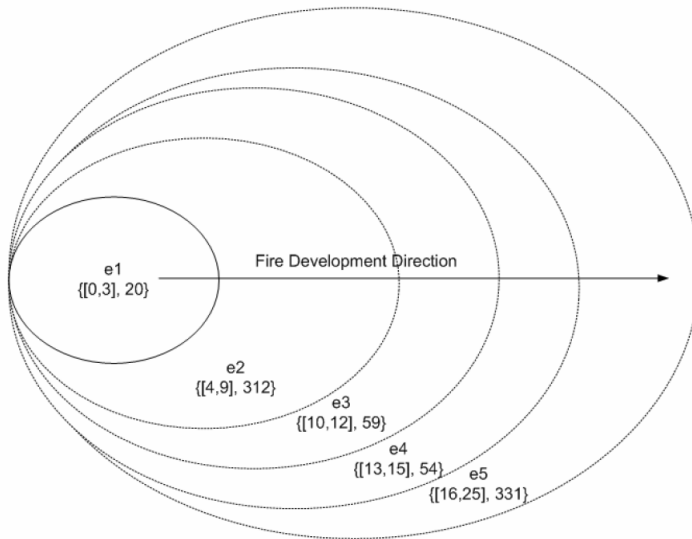 Fire Development Direction
e1
{[0,3], 20}
e2
{[4,9], 312}
e3
{[10,12], 59}
e4
{[13,15], 54}
e5
{[16,25], 331}